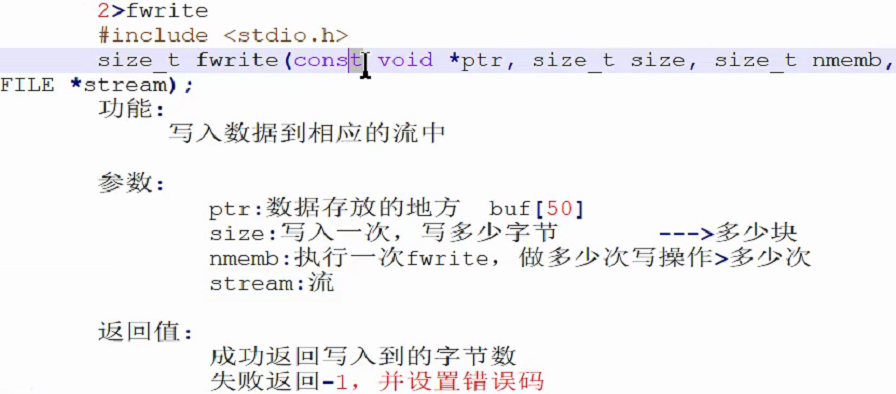 2>fwrite
#include <stdio.h>
size_t fwrite(const void *ptr, size_t size, size_t nmemb,
FILE *stream);
功能:
写入数据到相应的流中
参数:
ptr:数据存放的地方 buf[50]
size:写入一次，写多少字节 --->多少块
nmemb:执行一次fwrite，做多少次写操作>多少次
stream:流
返回值:
成功返回写入到的字节数
失败返回-1，并设置错误码